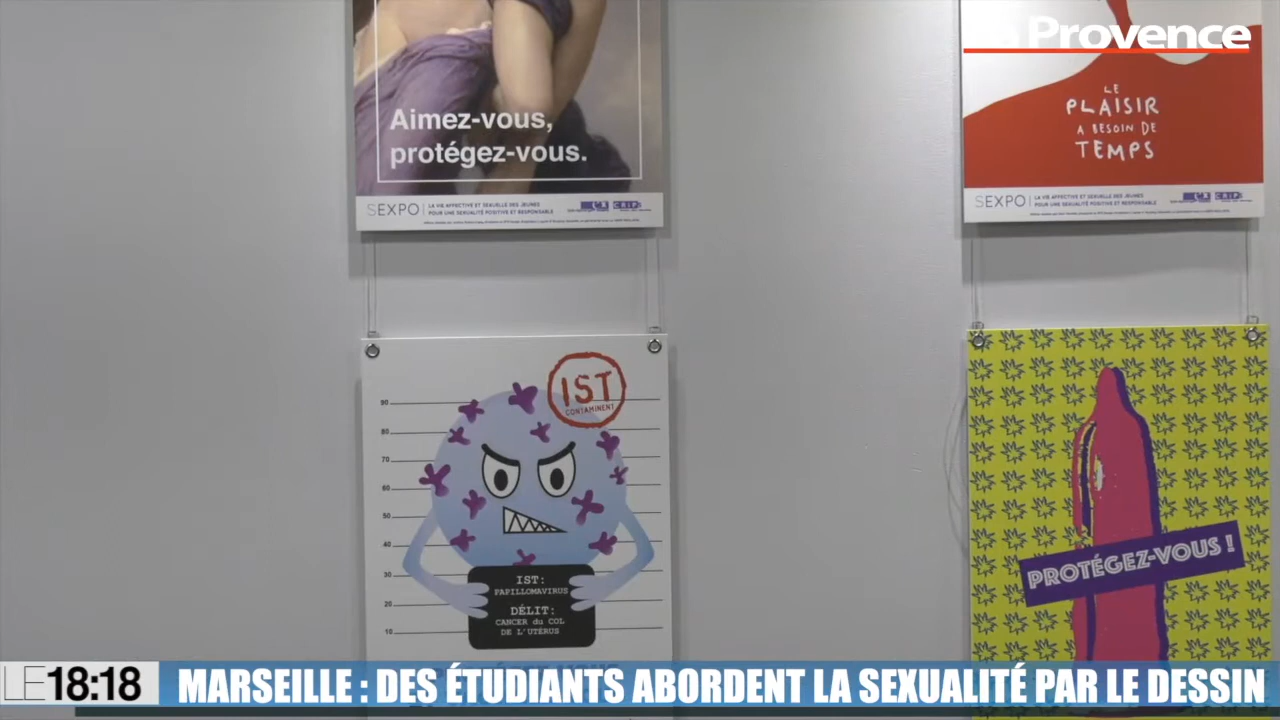 Provence
Aimez-vous,
protégez-vous.
SEXPO
LA VIE AFFECTIVE ET SEXUELLE DES JEUNES
POUR UNE SEXUALITÉ POSITIVE ET RESPONSABLE
CRIPS
LE
PLAISIR
A BESOIN DE
TEMPS
SEXPO
LA VIE AFFECTIVE ET SEXUELLE DES JEUNES
POUR UNE SEXUALITÉ POSITIVE ET RESPONSABLE
CRIPS
IST
CONTAMINENT
90
80
70
60
50
40
30
20
10
IST:
PAPILLOMAVIRUS
DÉLIT:
CANCER du COL
DE L'UTÉRUS
PROTÉGEZ-VOUS !
LE 18:18
MARSEILLE : DES ÉTUDIANTS ABORDENT LA SEXUALITÉ PAR LE DESSIN